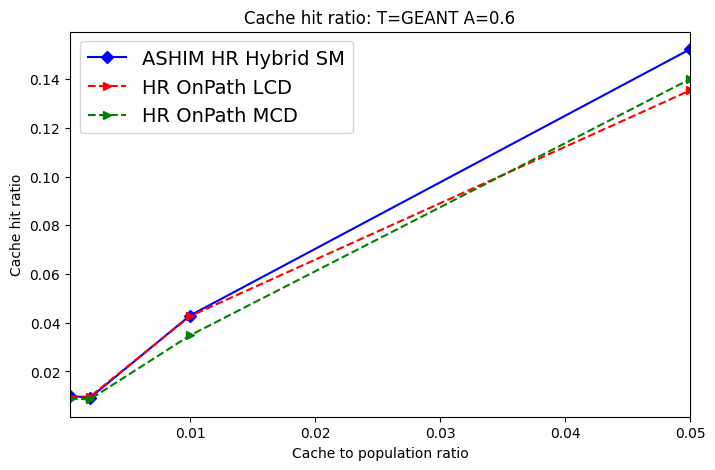 Cache hit ratio: T=GEANT A=0.6
ASHIM HR Hybrid SM
HR OnPath LCD
HR OnPath MCD
Cache hit ratio
0.14
0.12
0.10
0.08
0.06
0.04
0.02
0.01
0.02
0.03
0.04
0.05
Cache to population ratio